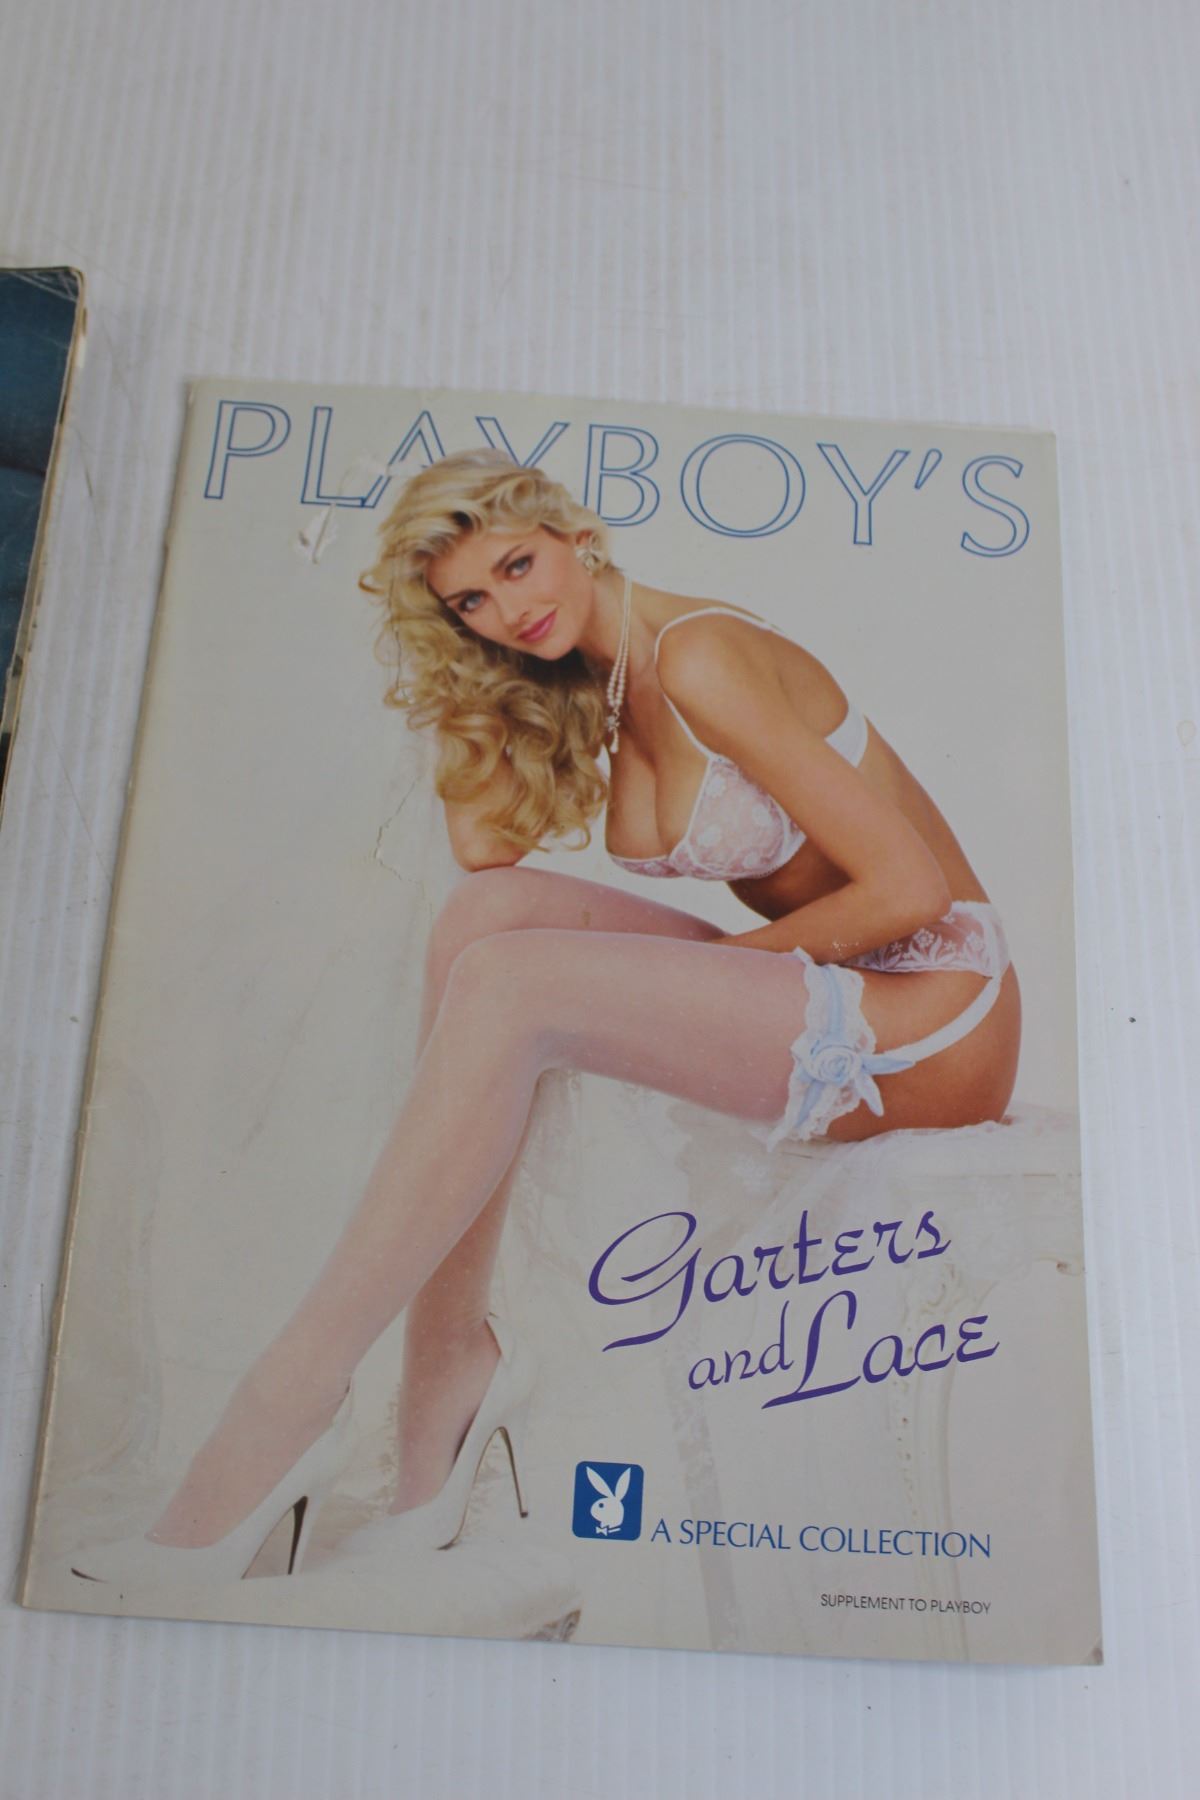 PLAYBOY'S
Garters
and Lace
A SPECIAL COLLECTION
SUPPLEMENT TO PLAYBOY